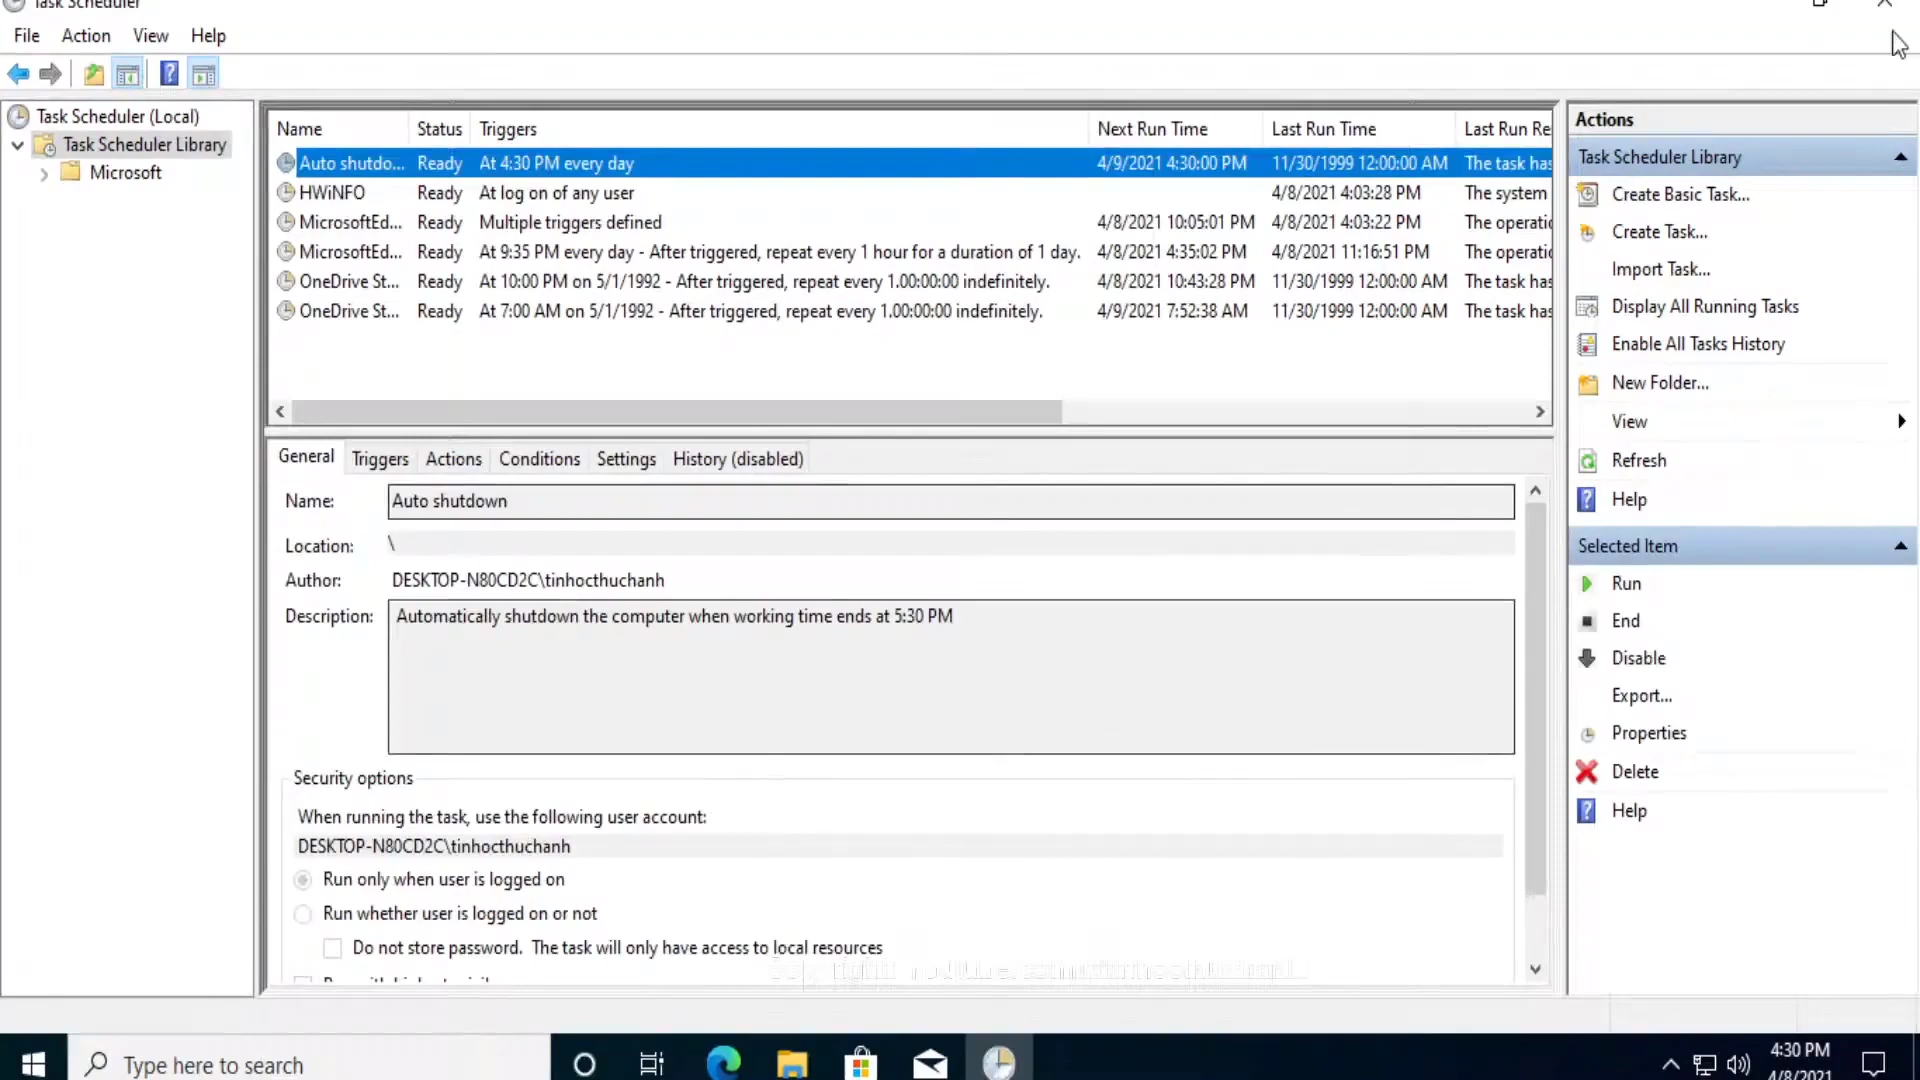 Task Scheduler
File Action View Help
Task Scheduler (Local)
Task Scheduler Library
Microsoft
Name Status Triggers Next Run Time Last Run Time Last Run Re
Auto shutdo... Ready At 4:30 PM every day 4/9/2021 4:30:00 PM 11/30/1999 12:00:00 AM The task has
HWiNFO Ready At log on of any user 4/8/2021 4:03:28 PM The system
MicrosoftEd... Ready Multiple triggers defined 4/8/2021 10:05:01 PM 4/8/2021 4:03:22 PM The operatio
MicrosoftEd... Ready At 9:35 PM every day - After triggered, repeat every 1 hour for a duration of 1 day. 4/8/2021 4:35:02 PM 4/8/2021 11:16:51 PM The operatio
OneDrive St... Ready At 10:00 PM on 5/1/1992 - After triggered, repeat every 1.00:00:00 indefinitely. 4/8/2021 10:43:28 PM 11/30/1999 12:00:00 AM The task has
OneDrive St... Ready At 7:00 AM on 5/1/1992 - After triggered, repeat every 1.00:00:00 indefinitely. 4/9/2021 7:52:38 AM 11/30/1999 12:00:00 AM The task has
General Triggers Actions Conditions Settings History (disabled)
Name: Auto shutdown
Location: \
Author: DESKTOP-N80CD2C\tinhocthuchanh
Description: Automatically shutdown the computer when working time ends at 5:30 PM
Security options
When running the task, use the following user account:
DESKTOP-N80CD2C\tinhocthuchanh
Run only when user is logged on
Run whether user is logged on or not
Do not store password. The task will only have access to local resources
Actions
Task Scheduler Library
Create Basic Task...
Create Task...
Import Task...
Display All Running Tasks
Enable All Tasks History
New Folder...
View
Refresh
Help
Selected Item
Run
End
Disable
Export...
Properties
Delete
Help
Type here to search
4:30 PM
4/8/2021